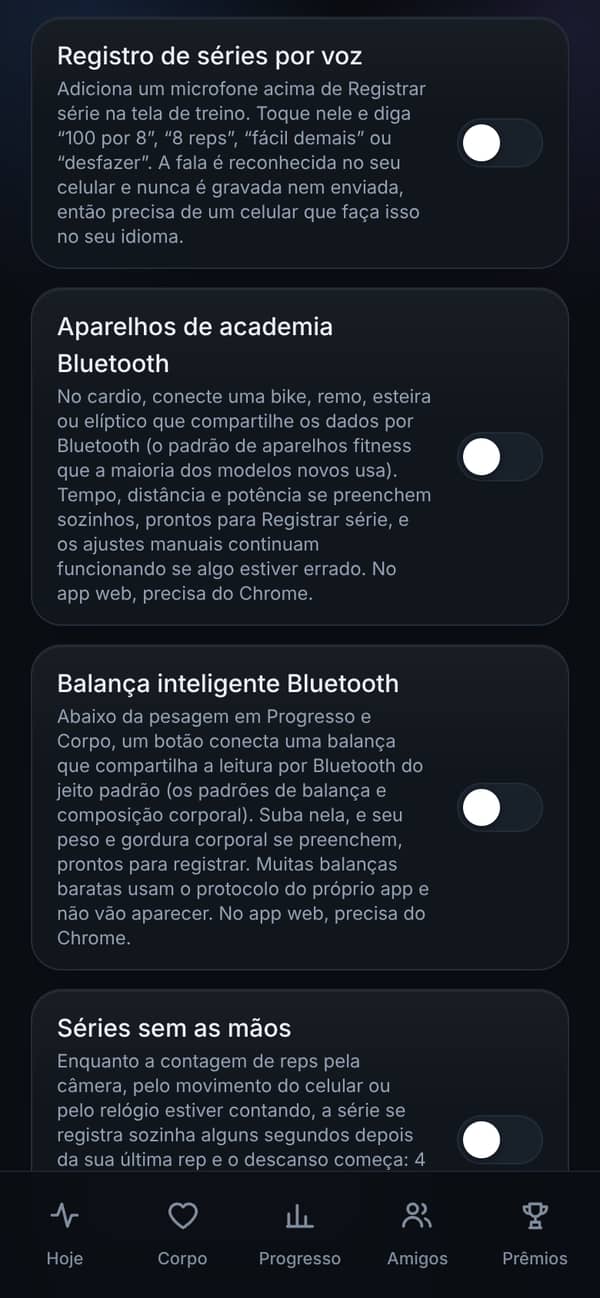 Registro de séries por voz
Adiciona um microfone acima de Registrar
série na tela de treino. Toque nele e diga
“100 por 8”, “8 reps”, “fácil demais” ou
“desfazer”. A fala é reconhecida no seu
celular e nunca é gravada nem enviada,
então precisa de um celular que faça isso
no seu idioma.
Aparelhos de academia
Bluetooth
No cardio, conecte uma bike, remo, esteira
ou elíptico que compartilhe os dados por
Bluetooth (o padrão de aparelhos fitness
que a maioria dos modelos novos usa).
Tempo, distância e potência se preenchem
sozinhos, prontos para Registrar série, e
os ajustes manuais continuam
funcionando se algo estiver errado. No
app web, precisa do Chrome.
Balança inteligente Bluetooth
Abaixo da pesagem em Progresso e
Corpo, um botão conecta uma balança
que compartilha a leitura por Bluetooth do
jeito padrão (os padrões de balança e
composição corporal). Suba nela, e seu
peso e gordura corporal se preenchem,
prontos para registrar. Muitas balanças
baratas usam o protocolo do próprio app e
não vão aparecer. No app web, precisa do
Chrome.
Séries sem as mãos
Enquanto a contagem de reps pela
câmera, pelo movimento do celular ou
pelo relógio estiver contando, a série se
registra sozinha alguns segundos depois
da sua última rep e o descanso começa: 4
Hoje
Corpo
Progresso
Amigos
Prêmios